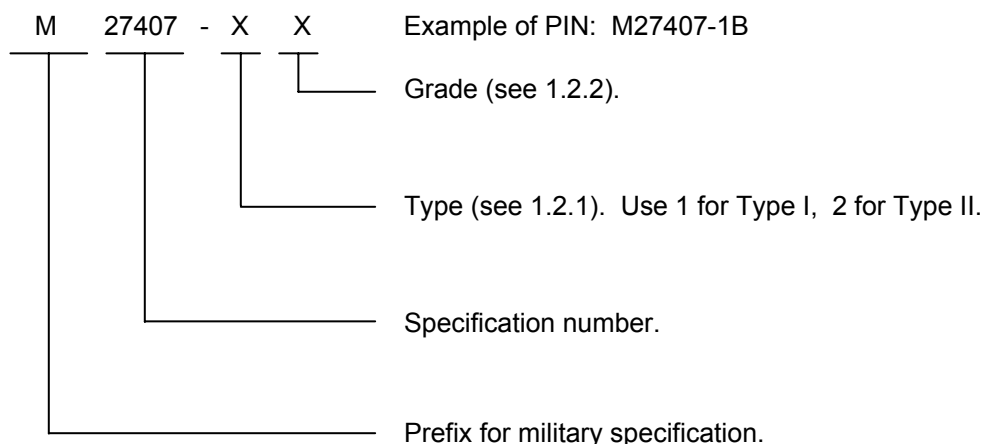 M 27407 - X X Example of PIN: M27407-1B
Grade (see 1.2.2).
Type (see 1.2.1). Use 1 for Type I, 2 for Type II.
Specification number.
Prefix for military specification.